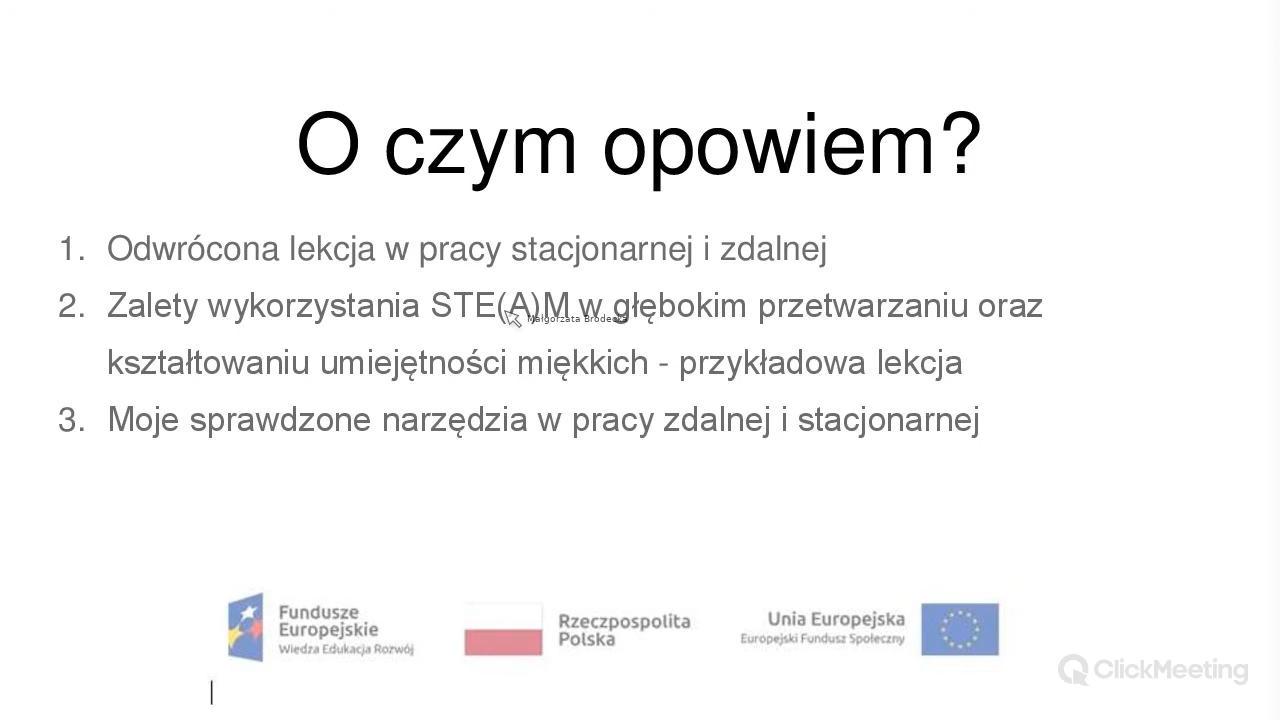 O czym opowiem?
1. Odwrócona lekcja w pracy stacjonarnej i zdalnej
2. Zalety wykorzystania STE(A)M w głębokim przetwarzaniu oraz
Małgorzata Brodecka
kształtowaniu umiejętności miękkich - przykładowa lekcja
3. Moje sprawdzone narzędzia w pracy zdalnej i stacjonarnej
Fundusze
Europejskie
Wiedza Edukacja Rozwój
Rzeczpospolita
Polska
Unia Europejska
Europejski Fundusz Społeczny
ClickMeeting